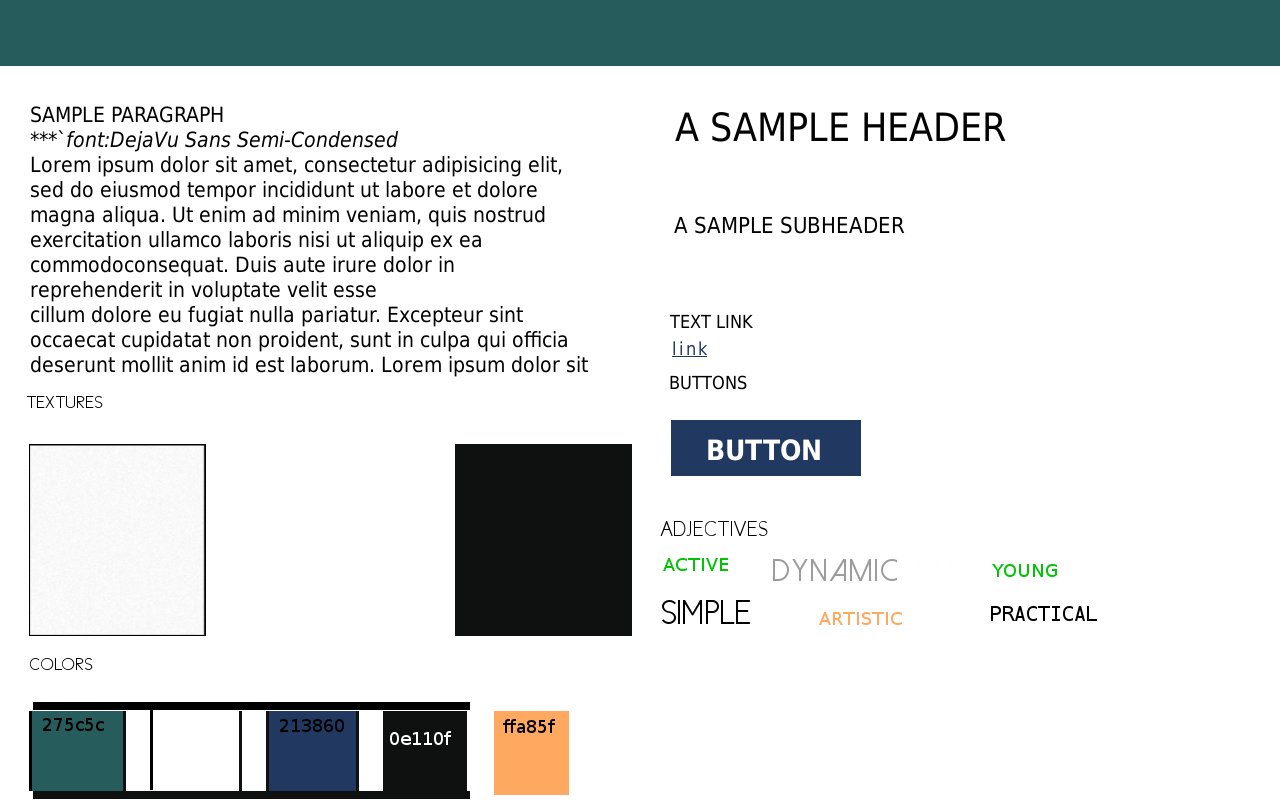 SAMPLE PARAGRAPH
***`font:DejaVu Sans Semi-Condensed
Lorem ipsum dolor sit amet, consectetur adipisicing elit,
sed do eiusmod tempor incididunt ut labore et dolore
magna aliqua. Ut enim ad minim veniam, quis nostrud
exercitation ullamco laboris nisi ut aliquip ex ea
commodoconsequat. Duis aute irure dolor in
reprehenderit in voluptate velit esse
cillum dolore eu fugiat nulla pariatur. Excepteur sint
occaecat cupidatat non proident, sunt in culpa qui officia
deserunt mollit anim id est laborum. Lorem ipsum dolor sit
TEXTURES
COLORS
275c5c
213860
0e110f
ffa85f
A SAMPLE HEADER
A SAMPLE SUBHEADER
TEXT LINK
link
BUTTONS
BUTTON
ADJECTIVES
ACTIVE
DYNAMIC
YOUNG
SIMPLE
ARTISTIC
PRACTICAL